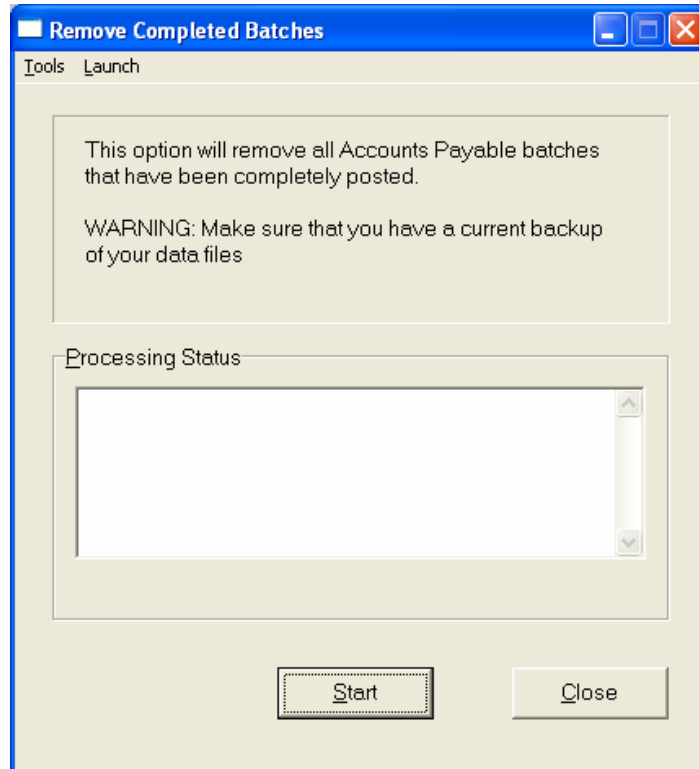 Remove Completed Batches
Tools Launch
This option will remove all Accounts Payable batches
that have been completely posted.
WARNING: Make sure that you have a current backup
of your data files
Processing Status
Start Close